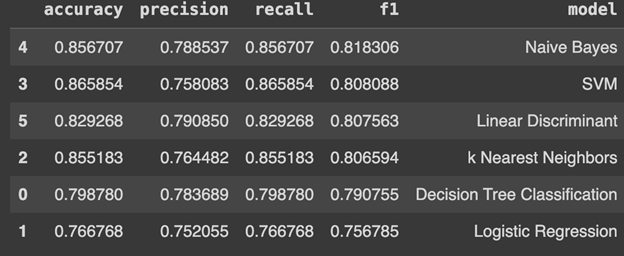 accuracy precision recall f1 model
4 0.856707 0.788537 0.856707 0.818306 Naive Bayes
3 0.865854 0.758083 0.865854 0.808088 SVM
5 0.829268 0.790850 0.829268 0.807563 Linear Discriminant
2 0.855183 0.764482 0.855183 0.806594 k Nearest Neighbors
0 0.798780 0.783689 0.798780 0.790755 Decision Tree Classification
1 0.766768 0.752055 0.766768 0.756785 Logistic Regression